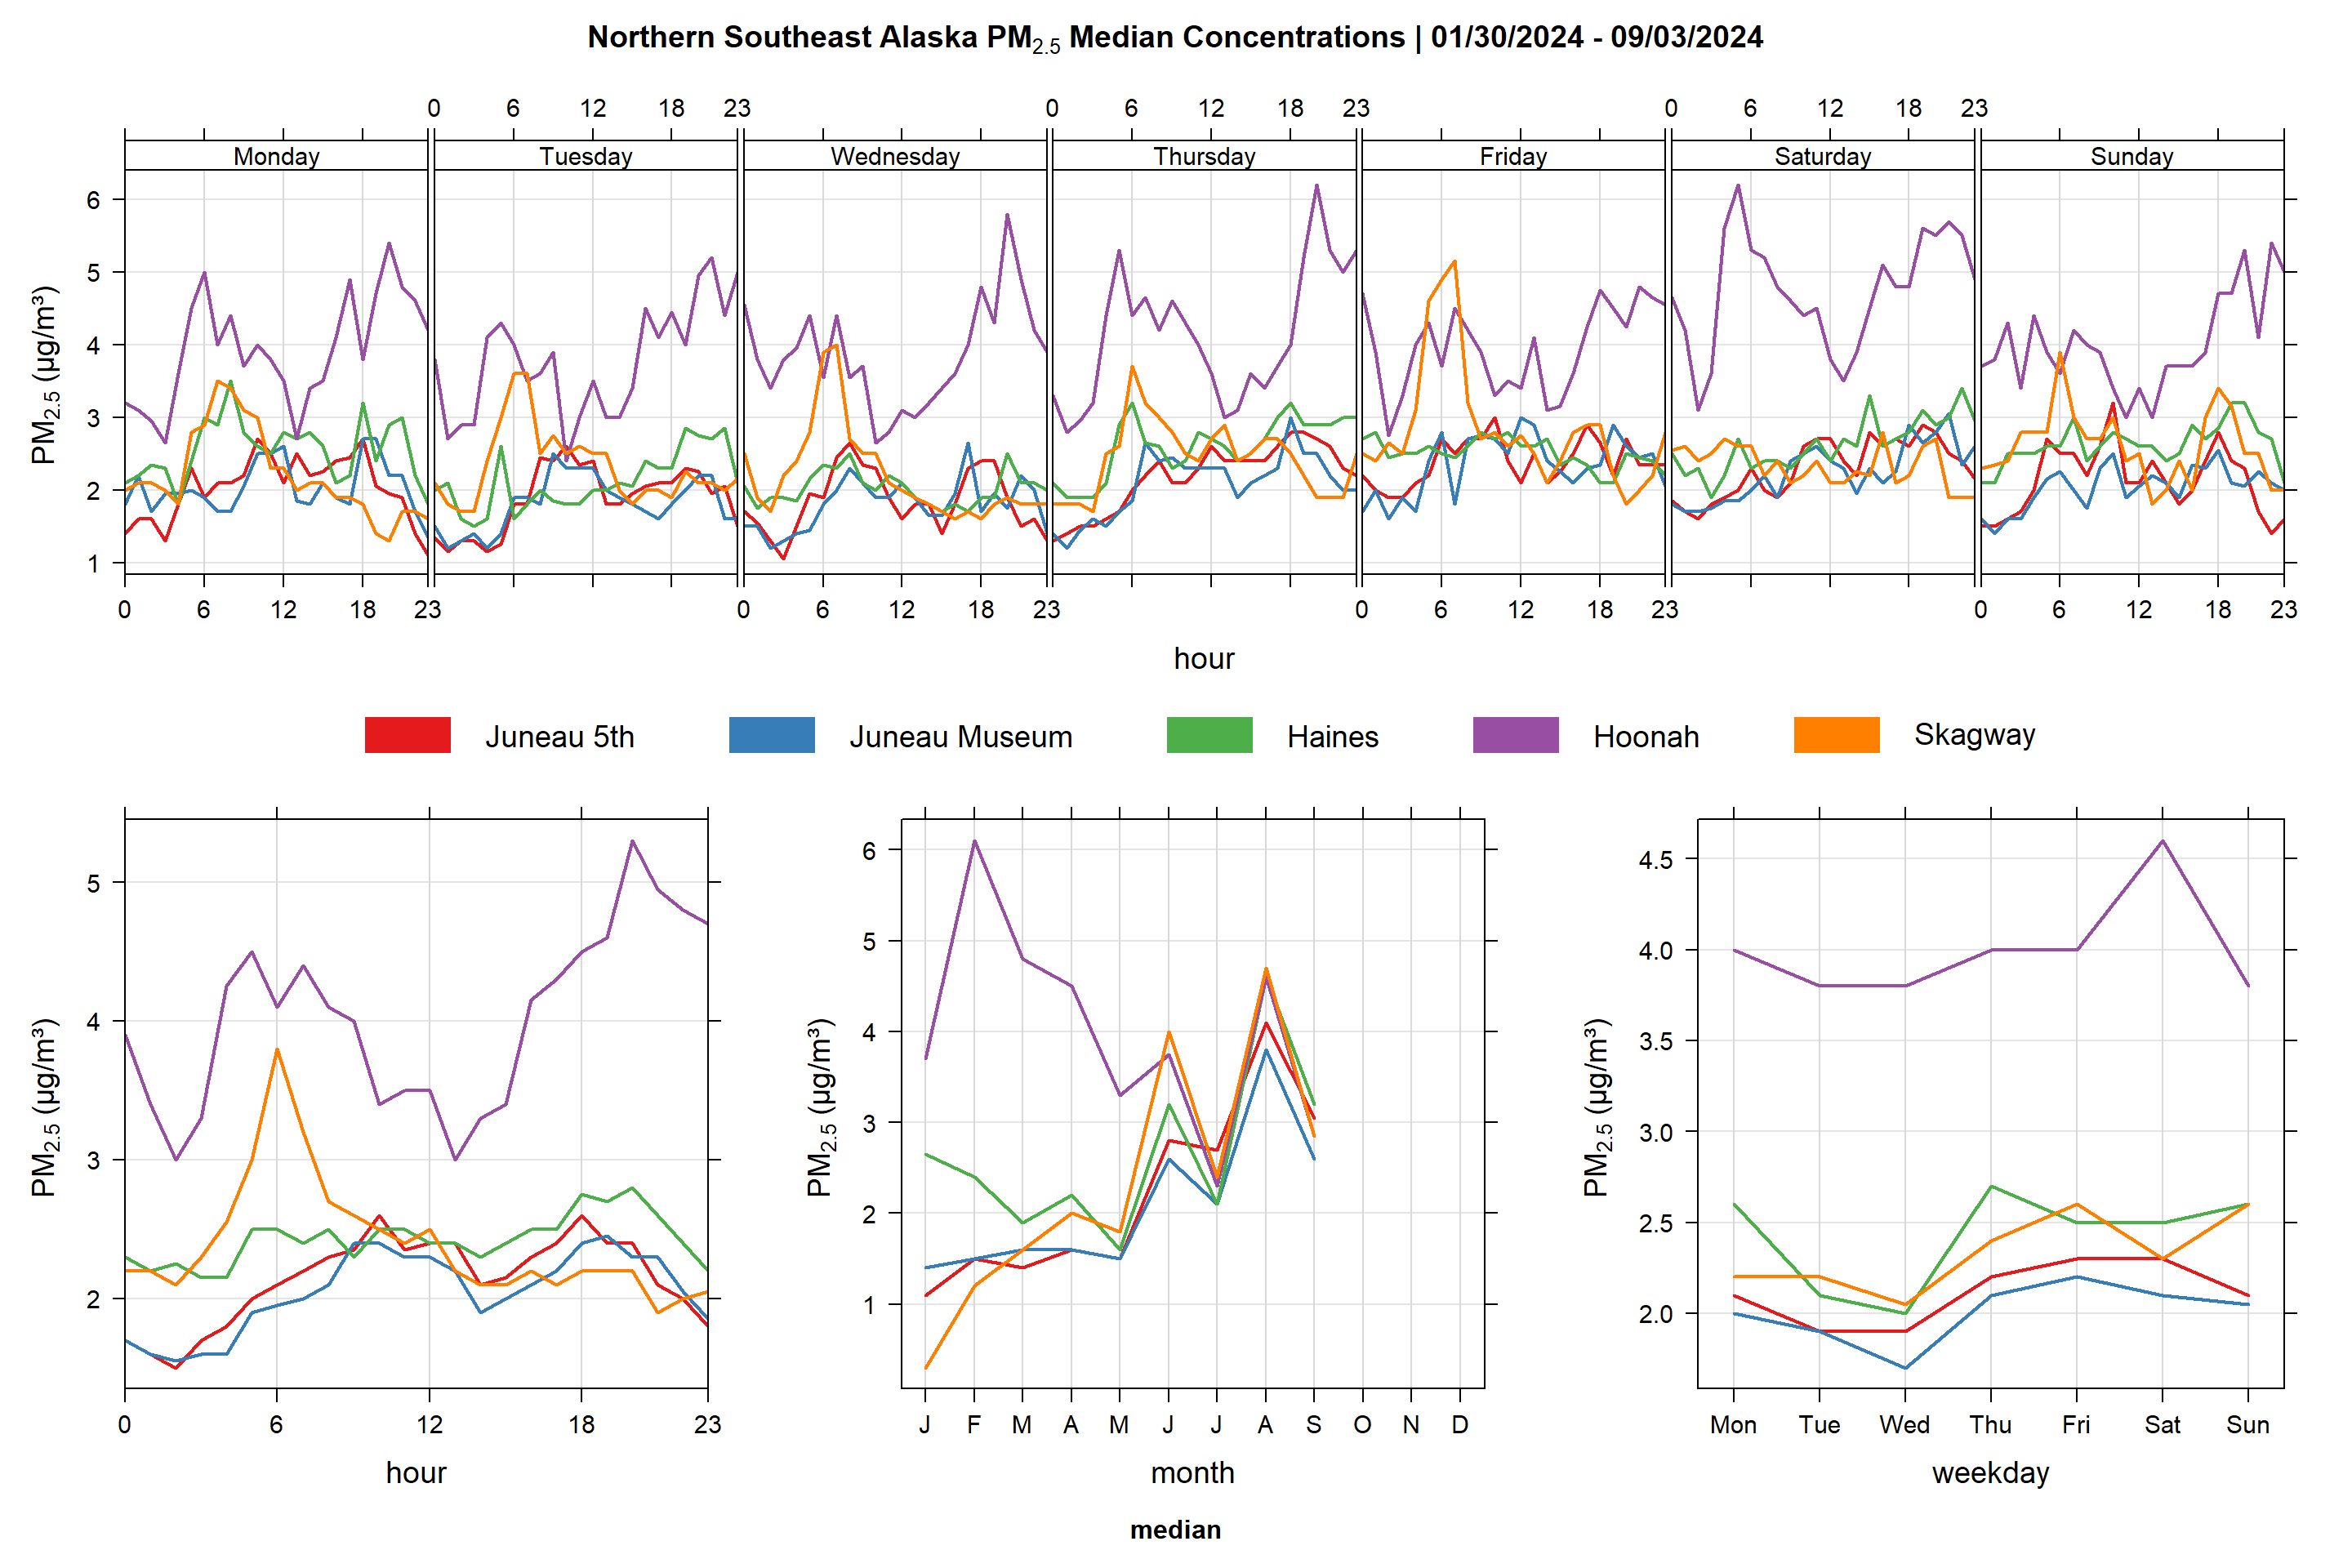 Northern Southeast Alaska PM2.5 Median Concentrations | 01/30/2024 - 09/03/2024
0 6 12 18 23 0 6 12 18 23 0 6 12 18 23
Monday Tuesday Wednesday Thursday Friday Saturday Sunday
PM2.5 (µg/m³)
6
5
4
3
2
1
0 6 12 18 23 0 6 12 18 23 0 6 12 18 23 0 6 12 18 23
hour
Juneau 5th Juneau Museum Haines Hoonah Skagway
PM2.5 (µg/m³)
5
4
3
2
0 6 12 18 23
hour
PM2.5 (µg/m³)
6
5
4
3
2
1
J F M A M J J A S O N D
month
PM2.5 (µg/m³)
4.5
4.0
3.5
3.0
2.5
2.0
Mon Tue Wed Thu Fri Sat Sun
weekday
median